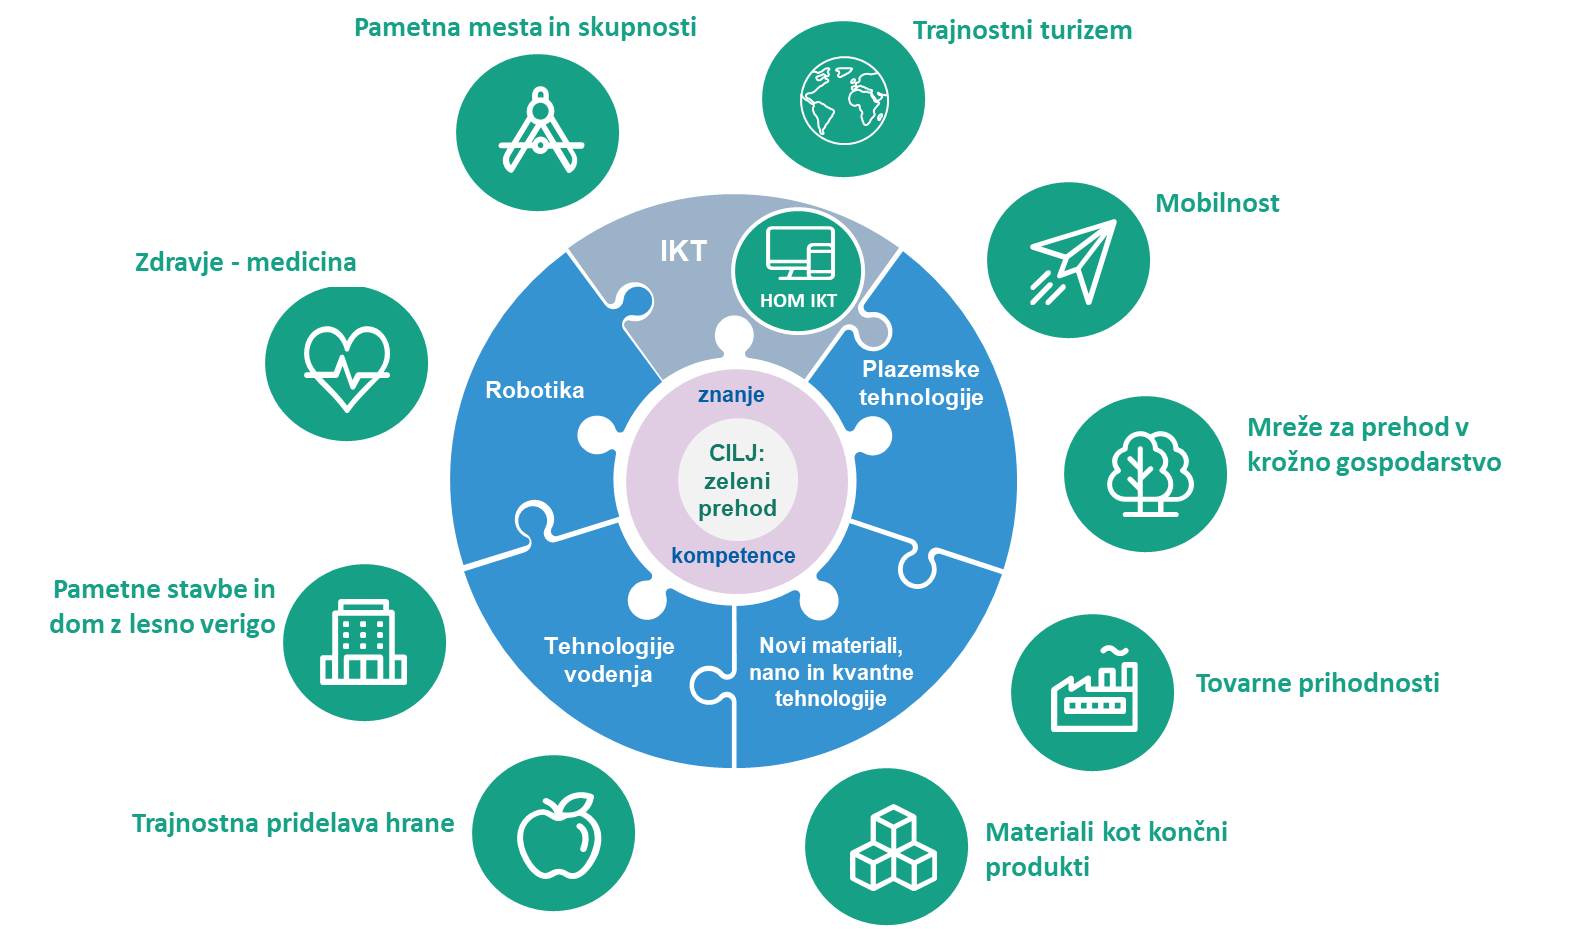 Pametna mesta in skupnosti
Trajnostni turizem
Mobilnost
Zdravje - medicina
IKT
HOM IKT
Robotika
Plazemske
tehnologije
znanje
CILJ:
zeleni
prehod
kompetence
Mreže za prehod v
krožno gospodarstvo
Pametne stavbe in
dom z lesno verigo
Tehnologije
vodenja
Novi materiali,
nano in kvantne
tehnologije
Tovarne prihodnosti
Trajnostna pridelava hrane
Materiali kot končni
produkti